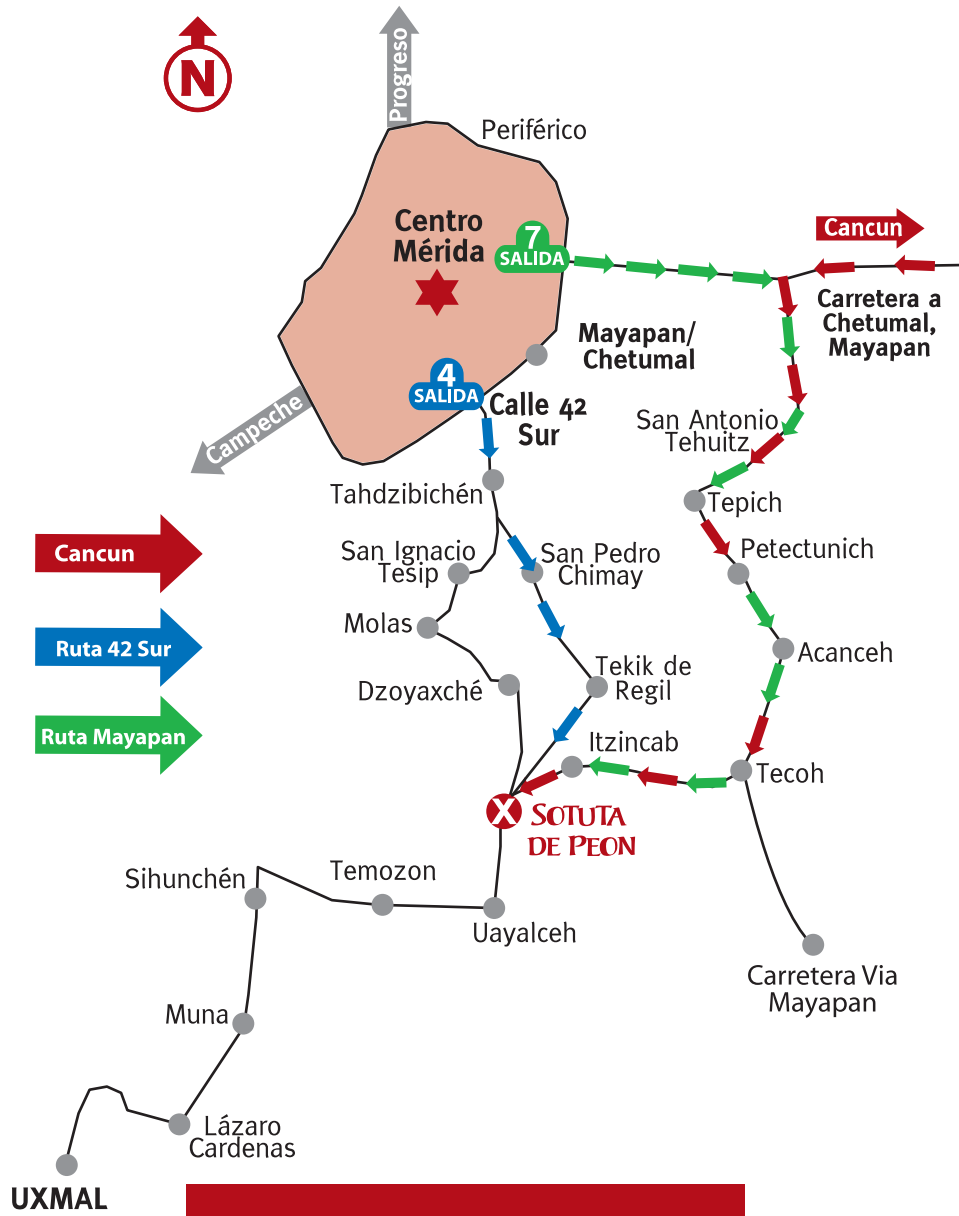 N
Progreso
Periférico
Centro
Mérida
7
SALIDA
Cancun
Carretera a
Chetumal,
Mayapan
Mayapan/
Chetumal
4
SALIDA
Calle 42
Sur
Campeche
San Antonio
Tehuitz
Tahdzibichén
Tepich
Cancun
San Ignacio
Tesip
San Pedro
Chimay
Petectunich
Ruta 42 Sur
Molas
Acanceh
Dzoyaxché
Tekik de
Regil
Ruta Mayapan
Itzincab
Tecoh
X
SOTUTA
DE PEON
Sihunchén
Temozon
Uayalceh
Carretera Via
Mayapan
Muna
Lázaro
Cardenas
UXMAL